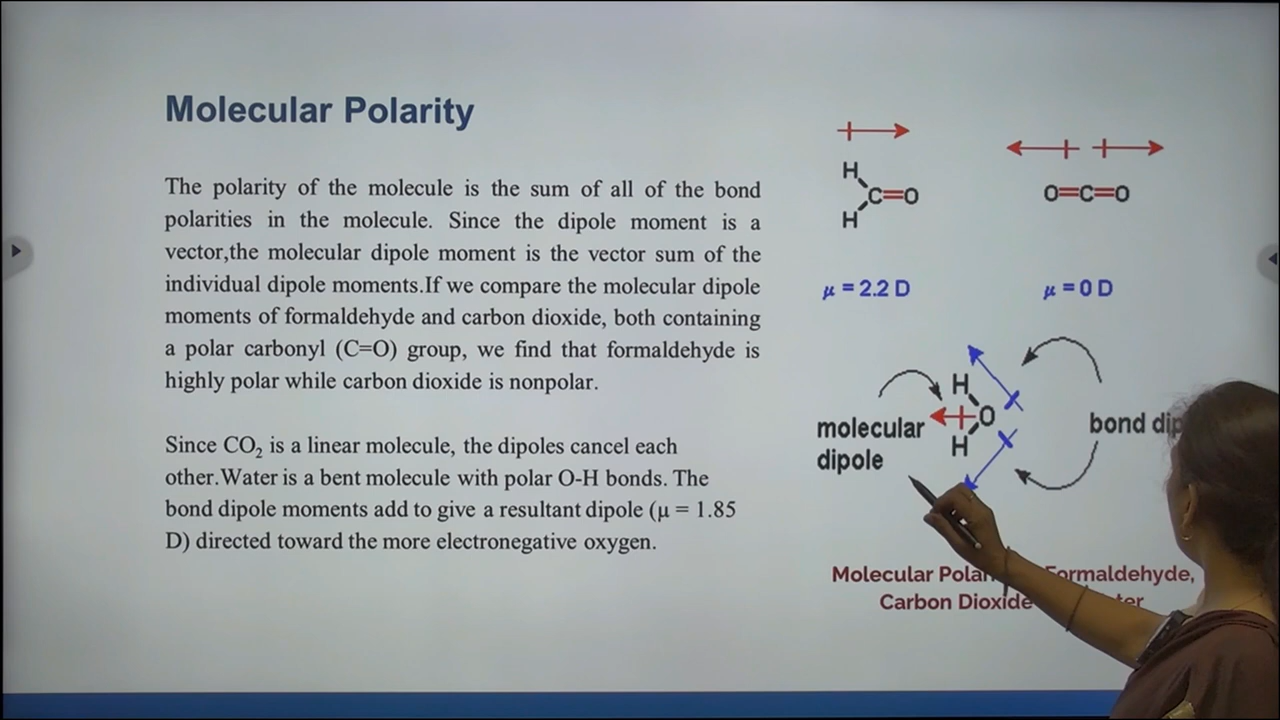 Molecular Polarity
The polarity of the molecule is the sum of all of the bond
polarities in the molecule. Since the dipole moment is a
vector,the molecular dipole moment is the vector sum of the
individual dipole moments.If we compare the molecular dipole
moments of formaldehyde and carbon dioxide, both containing
a polar carbonyl (C=O) group, we find that formaldehyde is
highly polar while carbon dioxide is nonpolar.
Since CO₂ is a linear molecule, the dipoles cancel each
other.Water is a bent molecule with polar O-H bonds. The
bond dipole moments add to give a resultant dipole (μ = 1.85
D) directed toward the more electronegative oxygen.
H
C=O
H
O=C=O
μ = 2.2 D
μ = 0 D
H
O
H
molecular
dipole
bond
Molecular Formaldehyde,
Carbon Dioxide